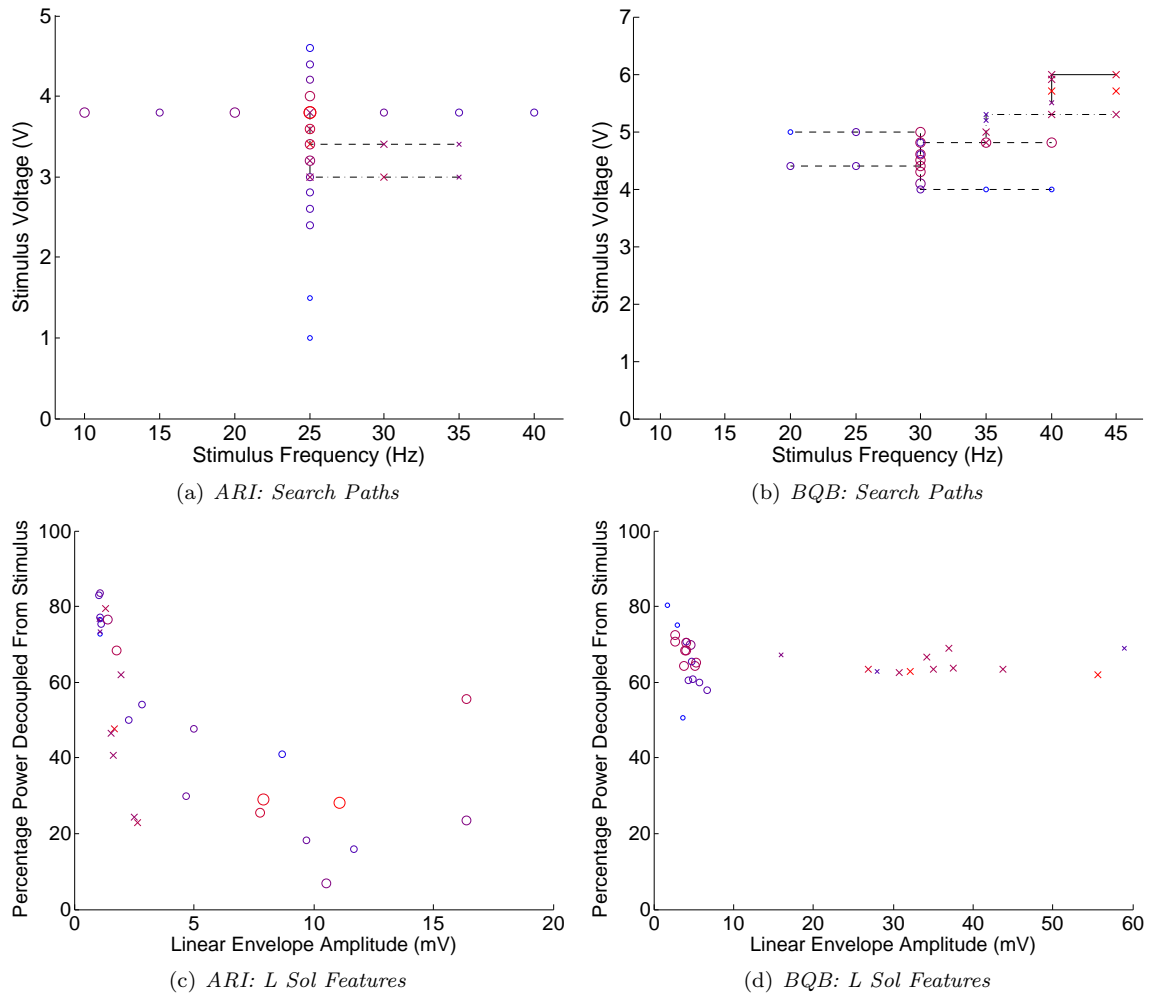 5
4
3
2
1
0
Stimulus Voltage (V)
10 15 20 25 30 35 40
Stimulus Frequency (Hz)
(a) ARI: Search Paths
7
6
5
4
3
2
1
0
Stimulus Voltage (V)
10 15 20 25 30 35 40 45
Stimulus Frequency (Hz)
(b) BQB: Search Paths
100
80
60
40
20
0
Percentage Power Decoupled From Stimulus
0 5 10 15 20
Linear Envelope Amplitude (mV)
(c) ARI: L Sol Features
100
80
60
40
20
0
Percentage Power Decoupled From Stimulus
0 10 20 30 40 50 60
Linear Envelope Amplitude (mV)
(d) BQB: L Sol Features